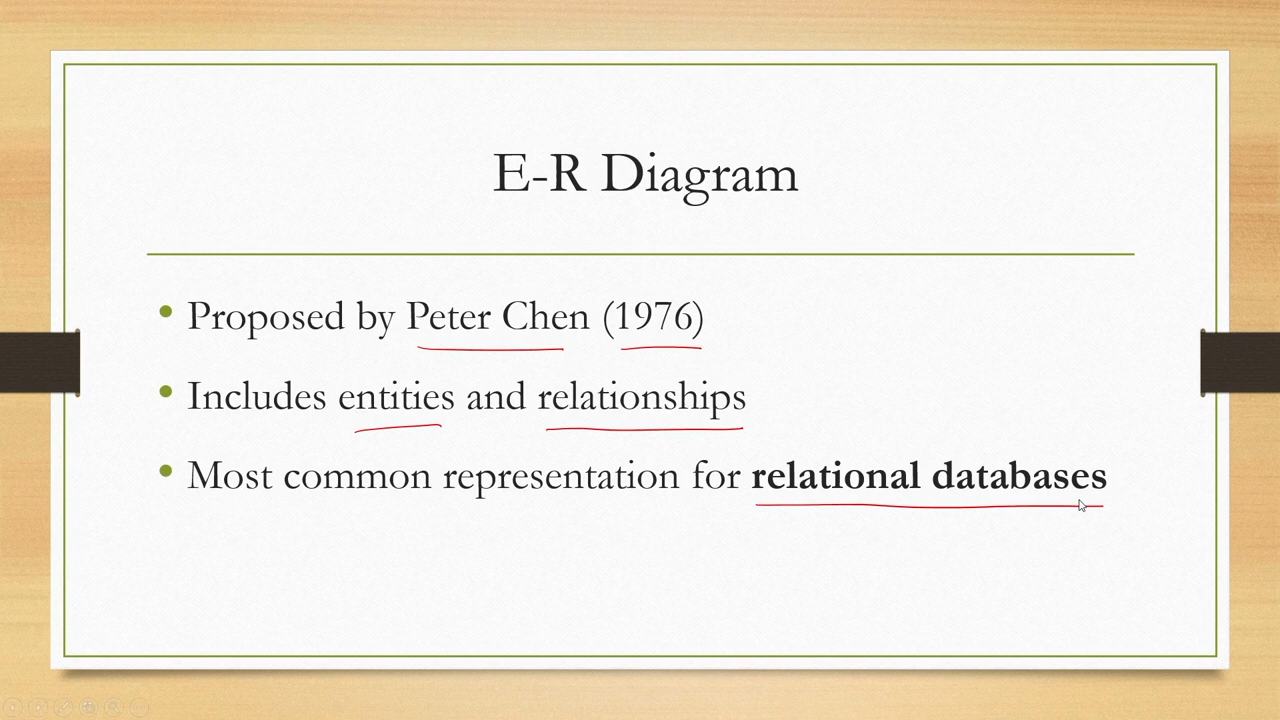 E-R Diagram
• Proposed by Peter Chen (1976)
• Includes entities and relationships
• Most common representation for relational databases